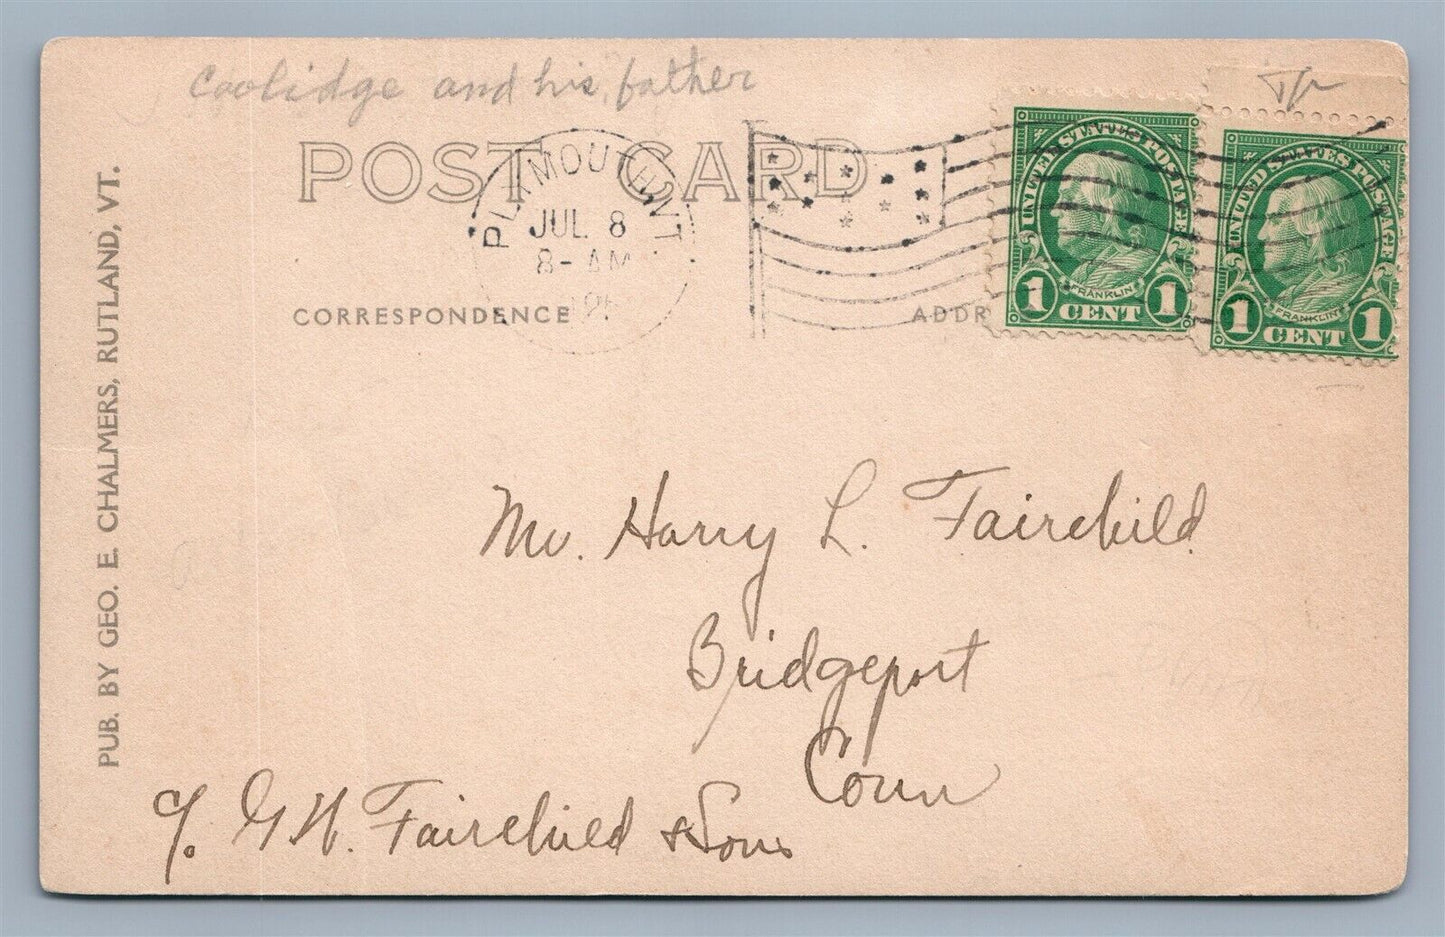 Coolidge and his father
POST CARD
PLYMOUTH VT.
JUL 8
8-AM
CORRESPONDENCE
ADDR
UNITED STATES POSTAGE
FRANKLIN
1 CENT 1
UNITED STATES POSTAGE
FRANKLIN
1 CENT 1
PUB. BY GEO. E. CHALMERS, RUTLAND, VT.
Mr. Harry L. Fairchild
Bridgeport
Conn
c/o G W. Fairchild & Sons